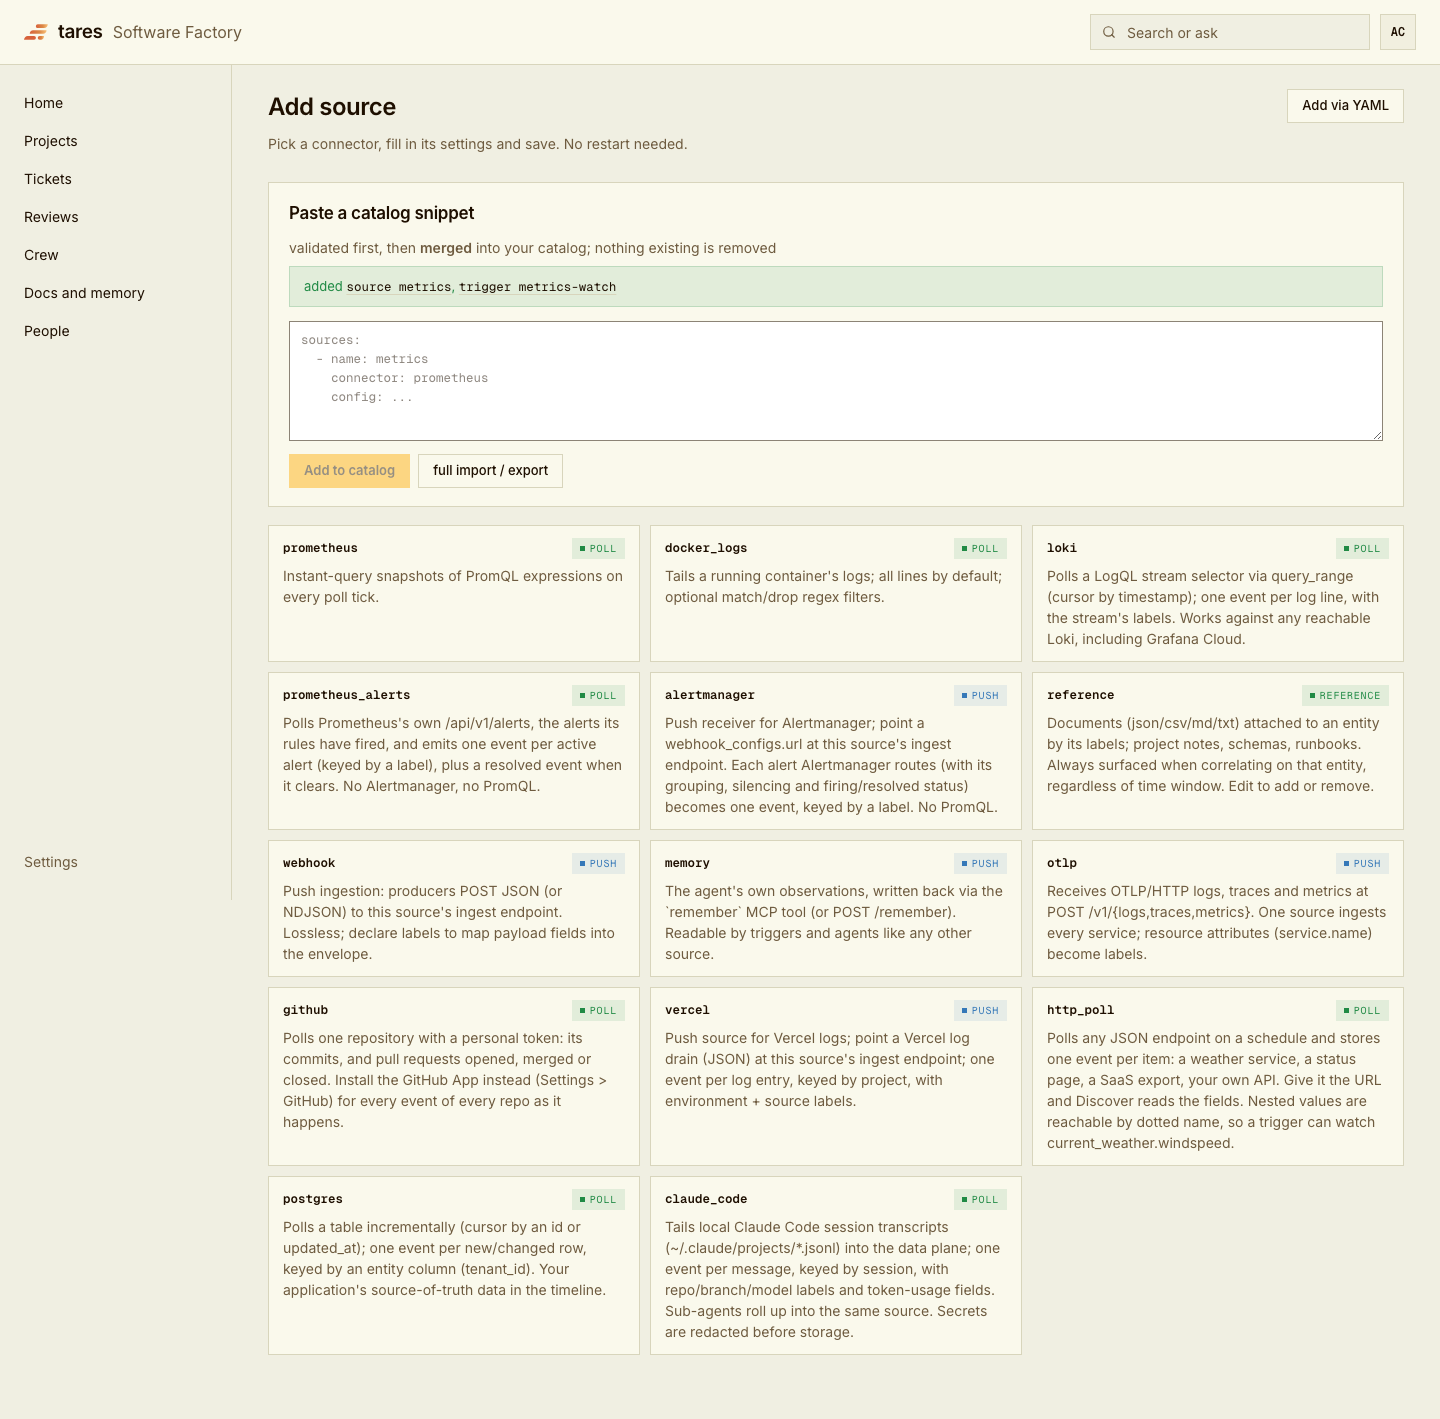 tares Software Factory
Search or ask
AC
Home
Projects
Tickets
Reviews
Crew
Docs and memory
People
Settings
Add source
Add via YAML
Pick a connector, fill in its settings and save. No restart needed.
Paste a catalog snippet
validated first, then merged into your catalog; nothing existing is removed
added source metrics, trigger metrics-watch
sources:
  - name: metrics
    connector: prometheus
    config: ...
Add to catalog
full import / export
prometheus
POLL
Instant-query snapshots of PromQL expressions on
every poll tick.
docker_logs
POLL
Tails a running container's logs; all lines by default;
optional match/drop regex filters.
loki
POLL
Polls a LogQL stream selector via query_range
(cursor by timestamp); one event per log line, with
the stream's labels. Works against any reachable
Loki, including Grafana Cloud.
prometheus_alerts
POLL
Polls Prometheus's own /api/v1/alerts, the alerts its
rules have fired, and emits one event per active
alert (keyed by a label), plus a resolved event when
it clears. No Alertmanager, no PromQL.
alertmanager
PUSH
Push receiver for Alertmanager; point a
webhook_configs.url at this source's ingest
endpoint. Each alert Alertmanager routes (with its
grouping, silencing and firing/resolved status)
becomes one event, keyed by a label. No PromQL.
reference
REFERENCE
Documents (json/csv/md/txt) attached to an entity
by its labels; project notes, schemas, runbooks.
Always surfaced when correlating on that entity,
regardless of time window. Edit to add or remove.
webhook
PUSH
Push ingestion: producers POST JSON (or
NDJSON) to this source's ingest endpoint.
Lossless; declare labels to map payload fields into
the envelope.
memory
PUSH
The agent's own observations, written back via the
`remember` MCP tool (or POST /remember).
Readable by triggers and agents like any other
source.
otlp
PUSH
Receives OTLP/HTTP logs, traces and metrics at
POST /v1/{logs,traces,metrics}. One source ingests
every service; resource attributes (service.name)
become labels.
github
POLL
Polls one repository with a personal token: its
commits, and pull requests opened, merged or
closed. Install the GitHub App instead (Settings >
GitHub) for every event of every repo as it
happens.
vercel
PUSH
Push source for Vercel logs; point a Vercel log
drain (JSON) at this source's ingest endpoint; one
event per log entry, keyed by project, with
environment + source labels.
http_poll
POLL
Polls any JSON endpoint on a schedule and stores
one event per item: a weather service, a status
page, a SaaS export, your own API. Give it the URL
and Discover reads the fields. Nested values are
reachable by dotted name, so a trigger can watch
current_weather.windspeed.
postgres
POLL
Polls a table incrementally (cursor by an id or
updated_at); one event per new/changed row,
keyed by an entity column (tenant_id). Your
application's source-of-truth data in the timeline.
claude_code
POLL
Tails local Claude Code session transcripts
(~/.claude/projects/*.jsonl) into the data plane; one
event per message, keyed by session, with
repo/branch/model labels and token-usage fields.
Sub-agents roll up into the same source. Secrets
are redacted before storage.